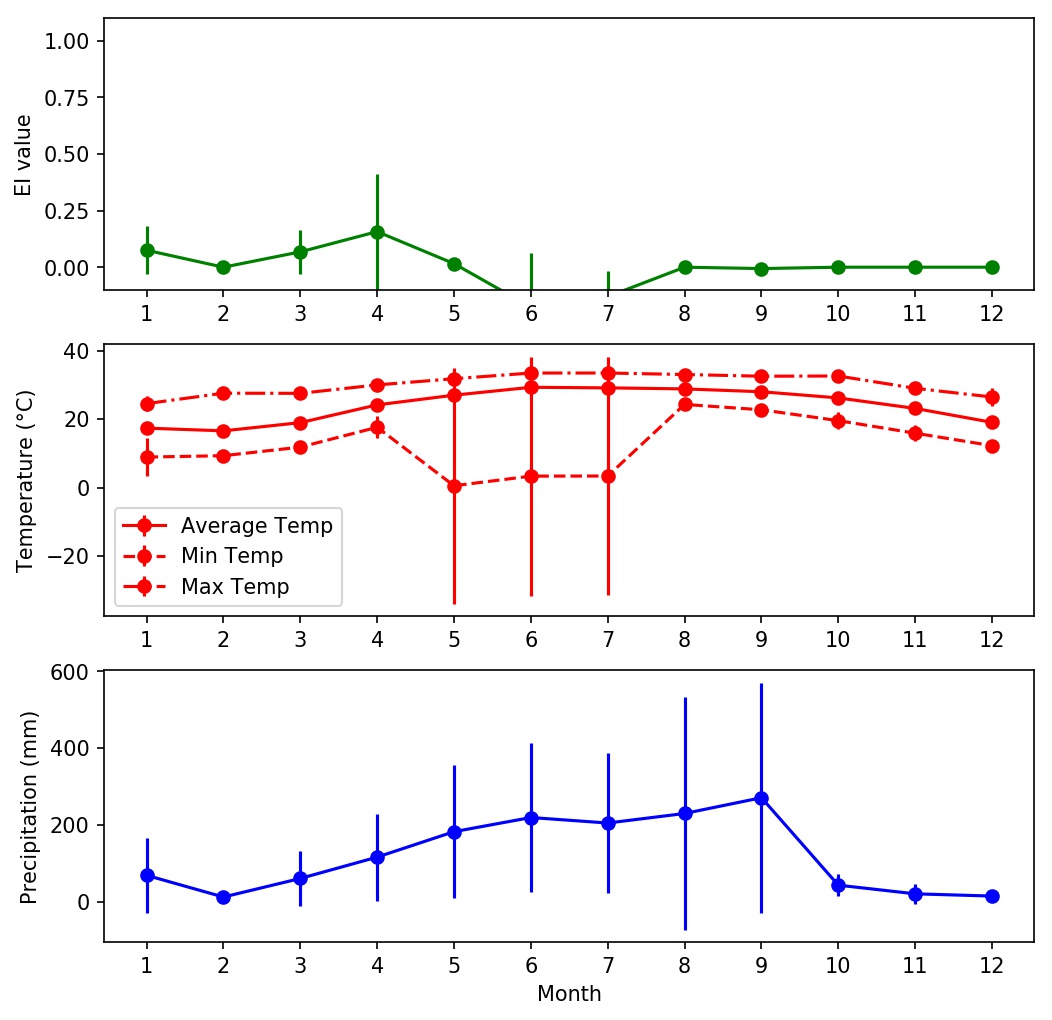 EI value
1.00
0.75
0.50
0.25
0.00
1 2 3 4 5 6 7 8 9 10 11 12
Temperature (°C)
40
20
0
−20
Average Temp
Min Temp
Max Temp
1 2 3 4 5 6 7 8 9 10 11 12
Precipitation (mm)
600
400
200
0
1 2 3 4 5 6 7 8 9 10 11 12
Month